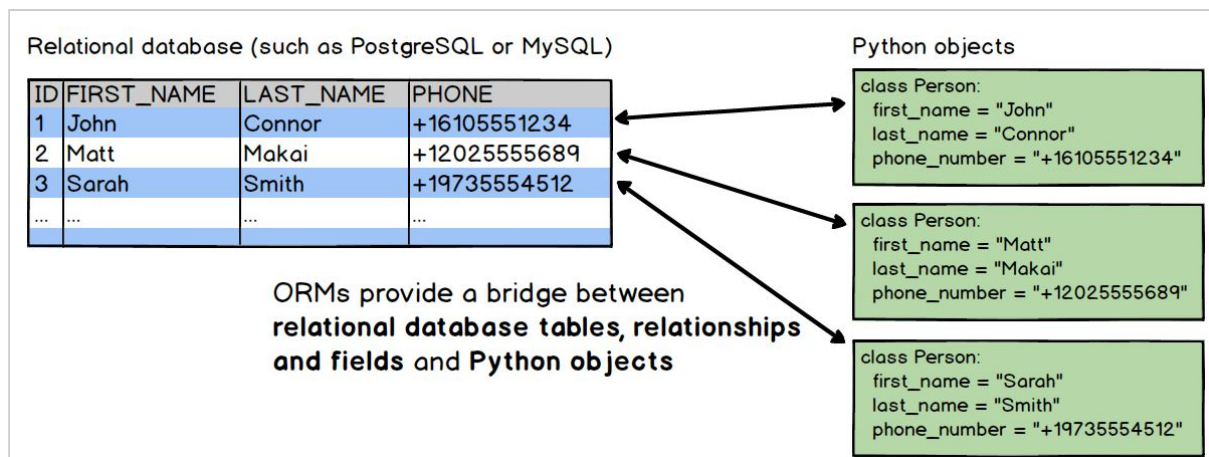 Relational database (such as PostgreSQL or MySQL)
ID FIRST_NAME LAST_NAME PHONE
1 John Connor +16105551234
2 Matt Makai +12025555689
3 Sarah Smith +19735554512
... ... ... ...
ORMs provide a bridge between
relational database tables, relationships
and fields and Python objects
Python objects
class Person:
first_name = "John"
last_name = "Connor"
phone_number = "+16105551234"
class Person:
first_name = "Matt"
last_name = "Makai"
phone_number = "+12025555689"
class Person:
first_name = "Sarah"
last_name = "Smith"
phone_number = "+19735554512"